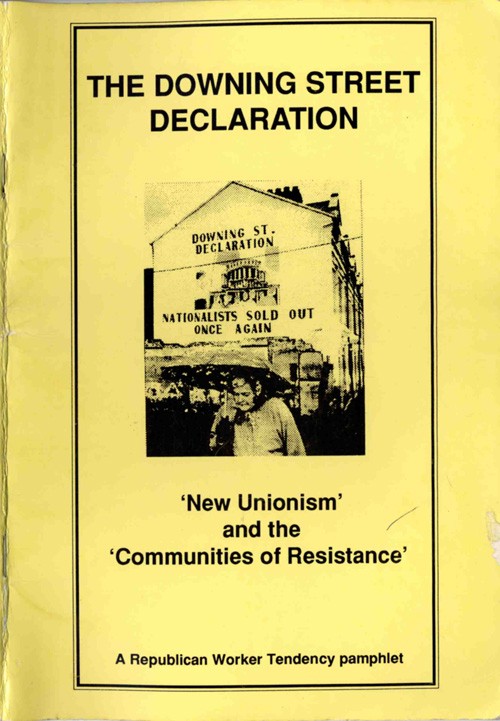 THE DOWNING STREET
DECLARATION
DOWNING ST.
DECLARATION
NATIONALISTS SOLD OUT
ONCE AGAIN
‘New Unionism’
and the
‘Communities of Resistance’
A Republican Worker Tendency pamphlet